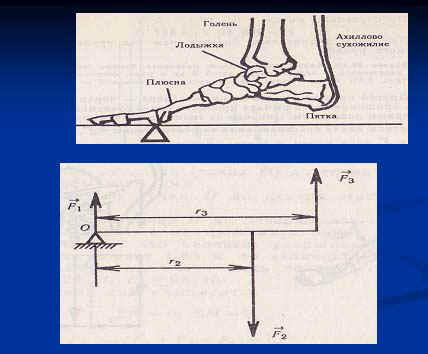 Голень
Лодыжка
Ахиллово
сухожилие
Плюсна
Пятка
F₁
F₃
r₃
O
r₂
F₂